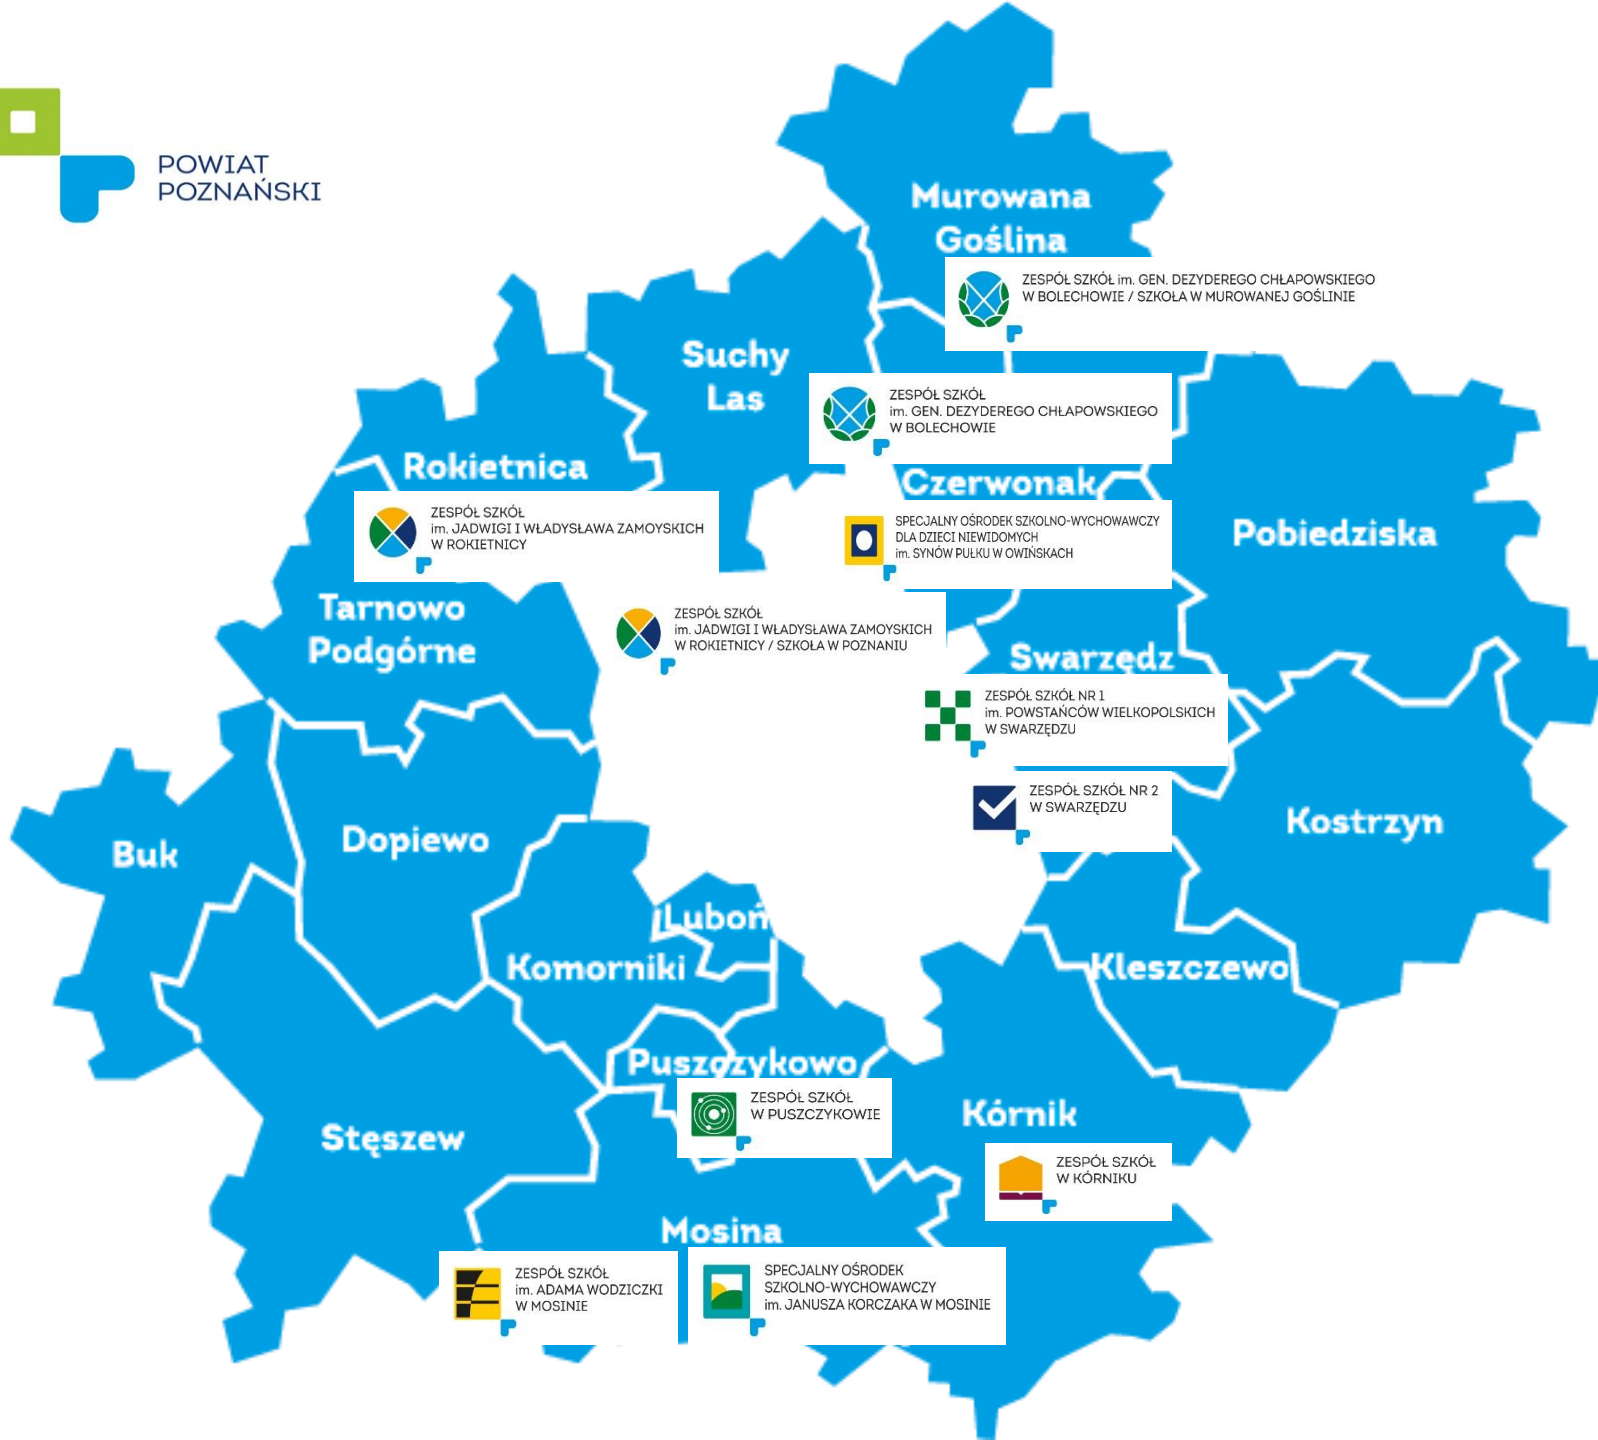 POWIAT
POZNAŃSKI
Murowana
Goślina
ZESPÓŁ SZKÓŁ im. GEN. DEZYDEREGO CHŁAPOWSKIEGO
W BOLECHOWIE / SZKOŁA W MUROWANEJ GOŚLINIE
Suchy
Las
ZESPÓŁ SZKÓŁ
im. GEN. DEZYDEREGO CHŁAPOWSKIEGO
W BOLECHOWIE
Rokietnica
Czerwonak
ZESPÓŁ SZKÓŁ
im. JADWIGI I WŁADYSŁAWA ZAMOYSKICH
W ROKIETNICY
SPECJALNY OŚRODEK SZKOLNO-WYCHOWAWCZY
DLA DZIECI NIEWIDOMYCH
im. SYNÓW PUŁKU W OWIŃSKACH
Pobiedziska
Tarnowo
Podgórne
ZESPÓŁ SZKÓŁ
im. JADWIGI I WŁADYSŁAWA ZAMOYSKICH
W ROKIETNICY / SZKOŁA W POZNANIU
Swarzędz
ZESPÓŁ SZKÓŁ NR 1
im. POWSTAŃCÓW WIELKOPOLSKICH
W SWARZĘDZU
ZESPÓŁ SZKÓŁ NR 2
W SWARZĘDZU
Kostrzyn
Buk
Dopiewo
Luboń
Komorniki
Kleszczewo
Puszczykowo
ZESPÓŁ SZKÓŁ
W PUSZCZYKOWIE
Kórnik
ZESPÓŁ SZKÓŁ
W KÓRNIKU
Stęszew
Mosina
ZESPÓŁ SZKÓŁ
im. ADAMA WODZICZKI
W MOSINIE
SPECJALNY OŚRODEK
SZKOLNO-WYCHOWAWCZY
im. JANUSZA KORCZAKA W MOSINIE